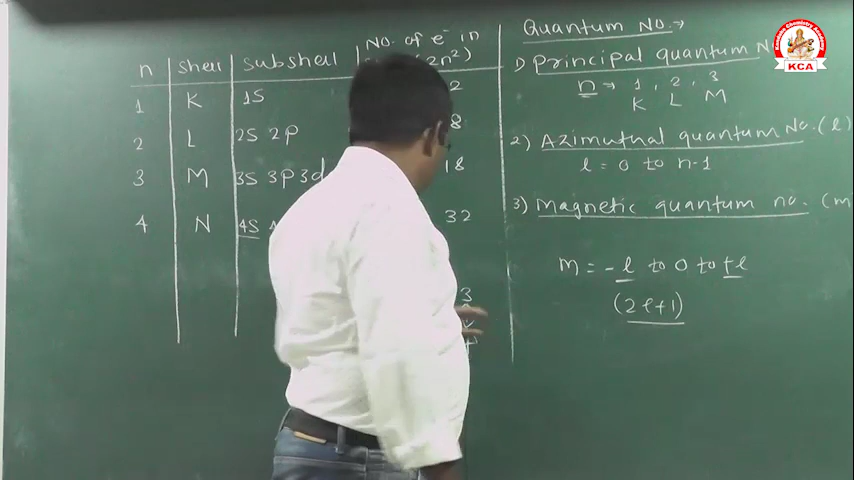 n Shell Subshell No. of e⁻ in
(2n²)
1 K 1S 2
2 L 2S 2P 8
3 M 3S 3P 3d 18
4 N 4S 32
3
Quantum No. →
1) Principal quantum N
n → 1, 2, 3
K L M
2) Azimutual quantum No. (l)
l = 0 to n-1
3) Magnetic quantum no. (m
m = -l to 0 to +l
(2l+1)
KCA